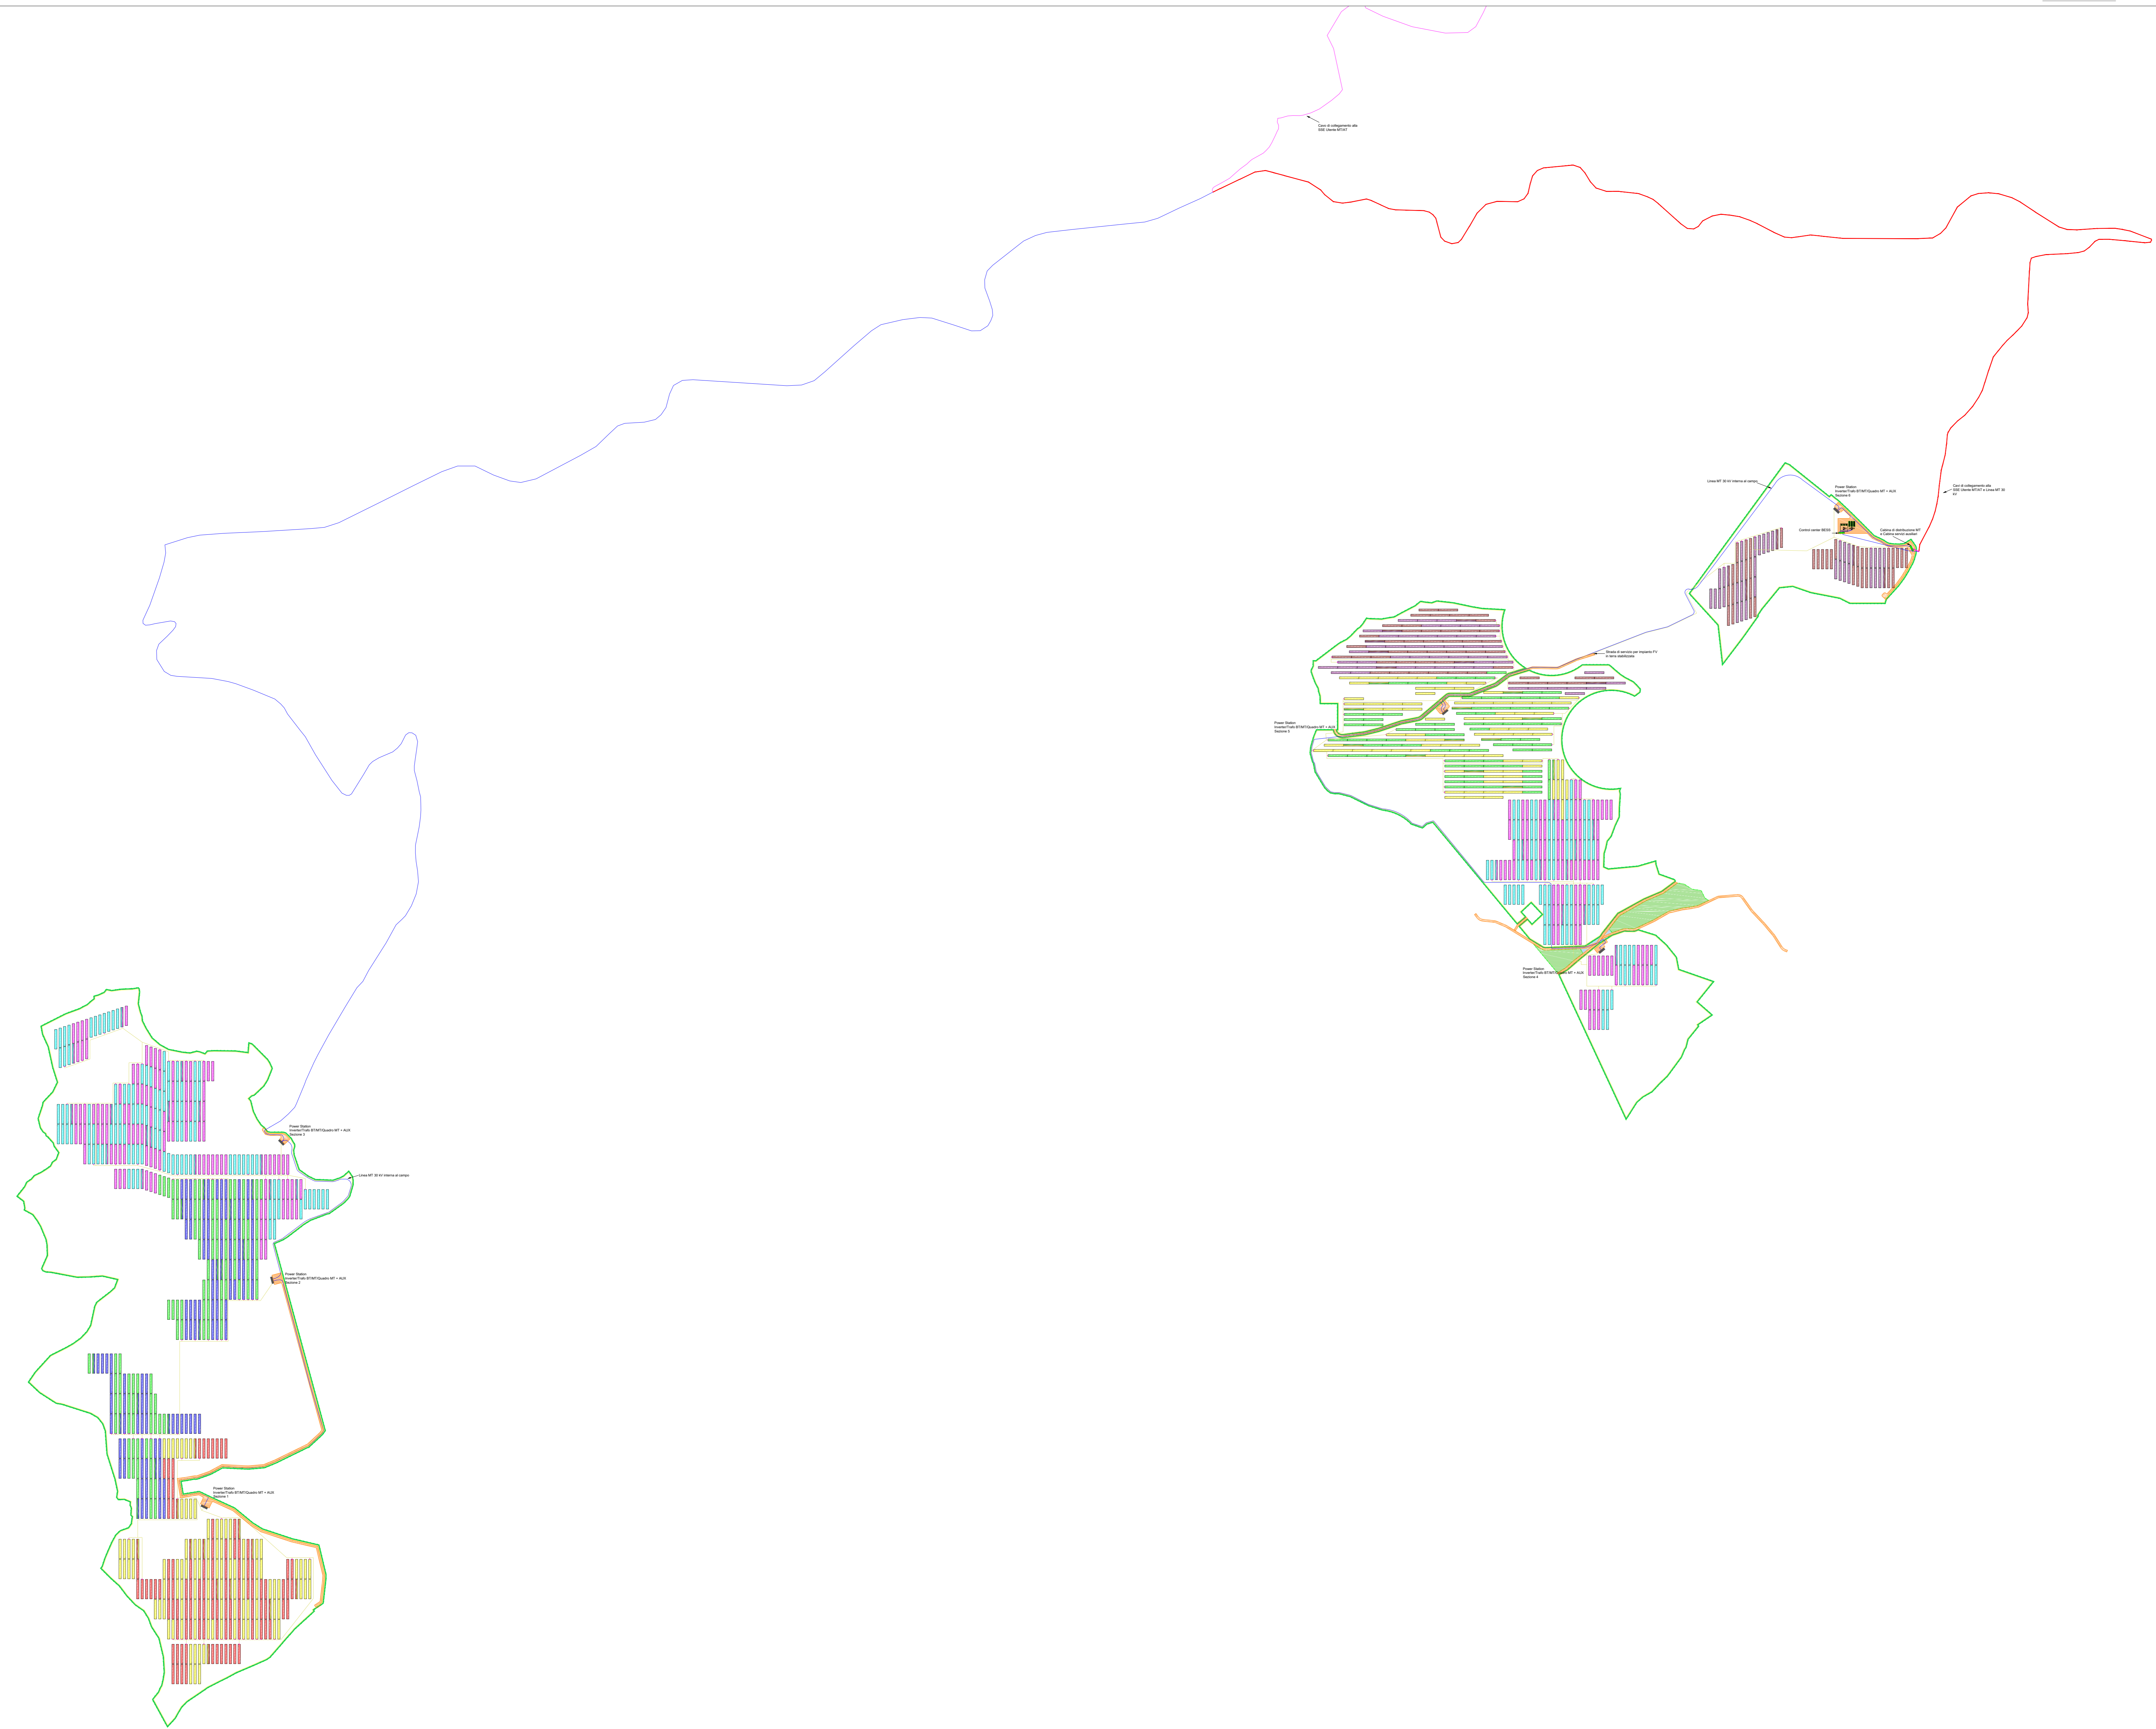 Cavo di collegamento alla
SSE Utente MT/AT
Linea MT 30 kV interna al campo
Power Station
Inverter/Trafo BT/MT/Quadro MT + AUX
Sezione 6
Cavi di collegamento alla
SSE Utente MT/AT e Linea MT 30
kV
Control center BESS
Cabina di distribuzione MT
e Cabina servizi ausiliari
Strada di servizio per impianto FV
in terra stabilizzata
Power Station
Inverter/Trafo BT/MT/Quadro MT + AUX
Sezione 5
Power Station
Inverter/Trafo BT/MT/Quadro MT + AUX
Sezione 4
Power Station
Inverter/Trafo BT/MT/Quadro MT + AUX
Sezione 3
Linea MT 30 kV interna al campo
Power Station
Inverter/Trafo BT/MT/Quadro MT + AUX
Sezione 2
Power Station
Inverter/Trafo BT/MT/Quadro MT + AUX
Sezione 1